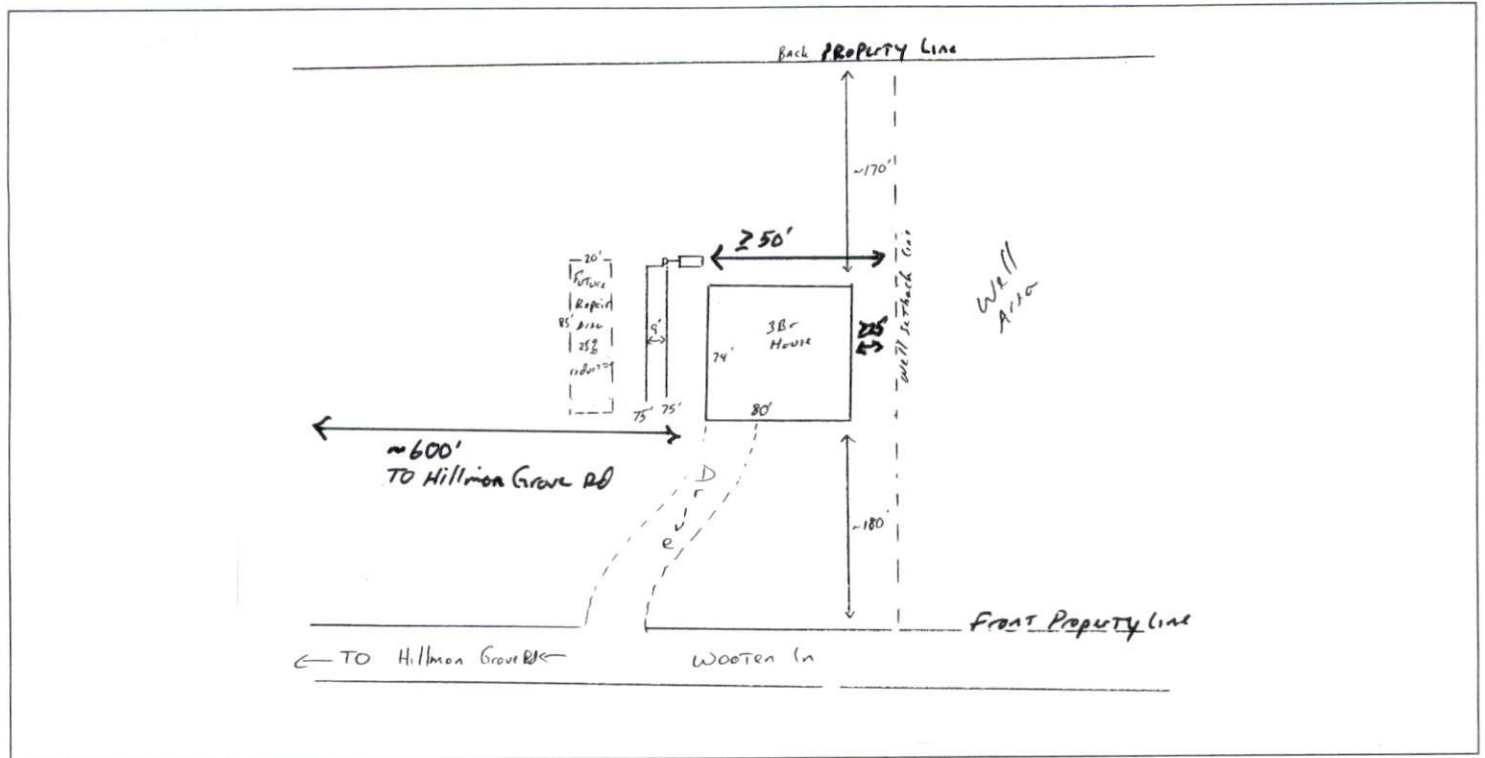 Back PROPERTY Line
~170'
≥50'
20'
Future
Repair
85' Area
25%
reduction
9'
3Br
House
74'
≥25'
Well Setback Line
Well
Area
75' 75'
80'
~600'
TO Hillmon Grove Rd
Drive
~180'
Front Property Line
← TO Hillmon Grove Rd ←
Wooten Ln